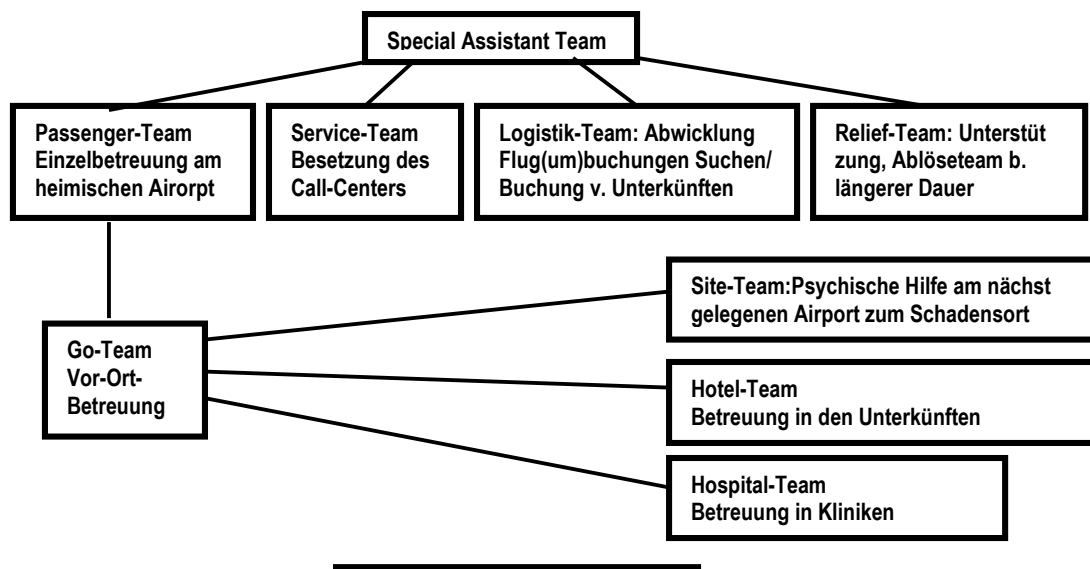 Special Assistant Team
Passenger-Team
Einzelbetreuung am
heimischen Airorpt
Service-Team
Besetzung des
Call-Centers
Logistik-Team: Abwicklung
Flug(um)buchungen Suchen/
Buchung v. Unterkünften
Relief-Team: Unterstüt
zung, Ablöseteam b.
längerer Dauer
Site-Team:Psychische Hilfe am nächst
gelegenen Airport zum Schadensort
Go-Team
Vor-Ort-
Betreuung
Hotel-Team
Betreuung in den Unterkünften
Hospital-Team
Betreuung in Kliniken